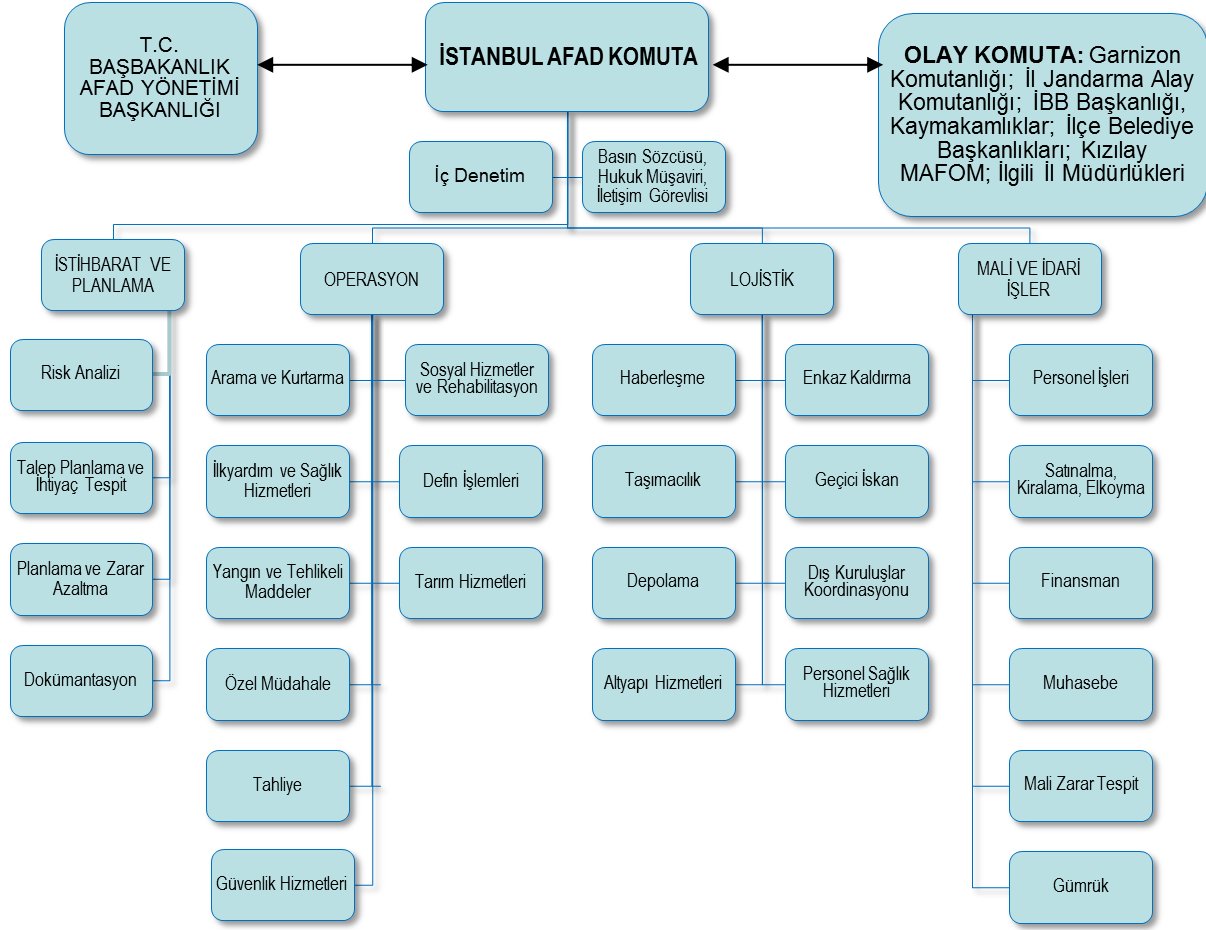 T.C.
BAŞBAKANLIK
AFAD YÖNETİMİ
BAŞKANLIĞI
İSTANBUL AFAD KOMUTA
OLAY KOMUTA: Garnizon
Komutanlığı; İl Jandarma Alay
Komutanlığı; İBB Başkanlığı,
Kaymakamlıklar; İlçe Belediye
Başkanlıkları; Kızılay
MAFOM; İlgili İl Müdürlükleri
İç Denetim
Basın Sözcüsü,
Hukuk Müşaviri,
İletişim Görevlisi
İSTİHBARAT VE
PLANLAMA
Risk Analizi
Talep Planlama ve
İhtiyaç Tespit
Planlama ve Zarar
Azaltma
Dokümantasyon
OPERASYON
Arama ve Kurtarma
Sosyal Hizmetler
ve Rehabilitasyon
İlkyardım ve Sağlık
Hizmetleri
Defin İşlemleri
Yangın ve Tehlikeli
Maddeler
Tarım Hizmetleri
Özel Müdahale
Tahliye
Güvenlik Hizmetleri
LOJİSTİK
Haberleşme
Enkaz Kaldırma
Taşımacılık
Geçici İskan
Depolama
Dış Kuruluşlar
Koordinasyonu
Altyapı Hizmetleri
Personel Sağlık
Hizmetleri
MALİ VE İDARİ
İŞLER
Personel İşleri
Satınalma,
Kiralama, Elkoyma
Finansman
Muhasebe
Mali Zarar Tespit
Gümrük